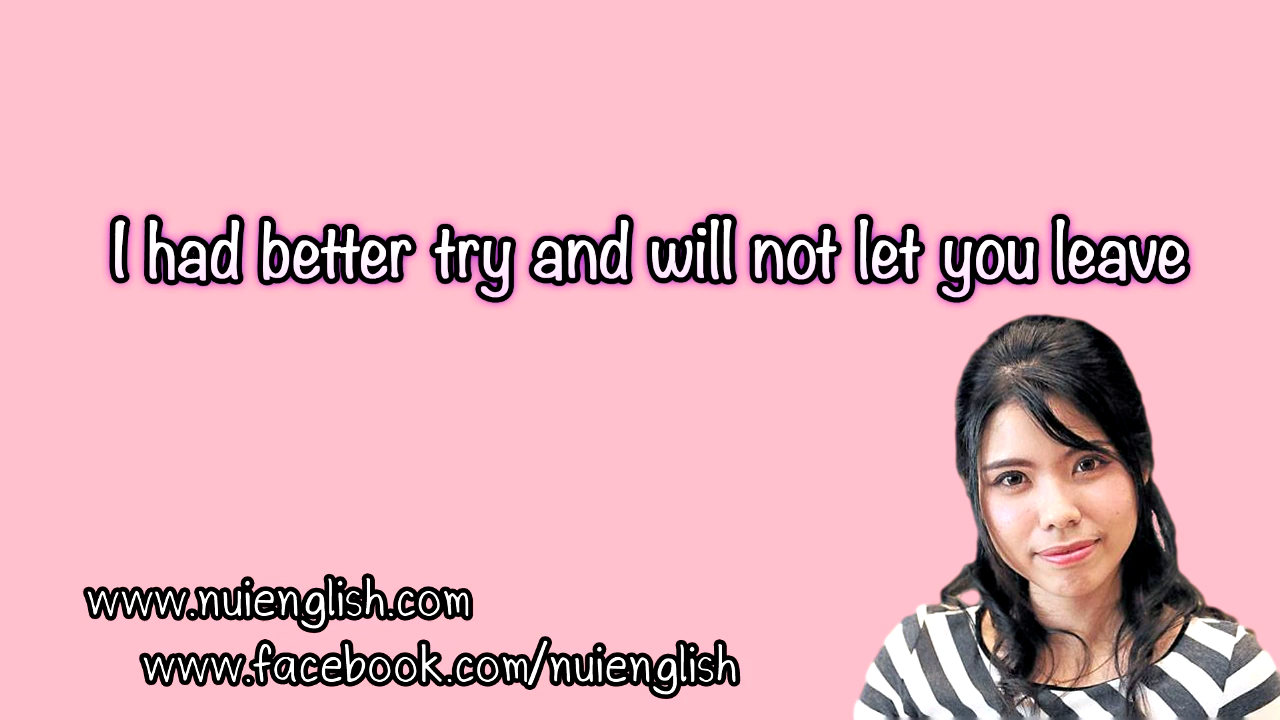 I had better try and will not let you leave
www.nuienglish.com
www.facebook.com/nuienglish